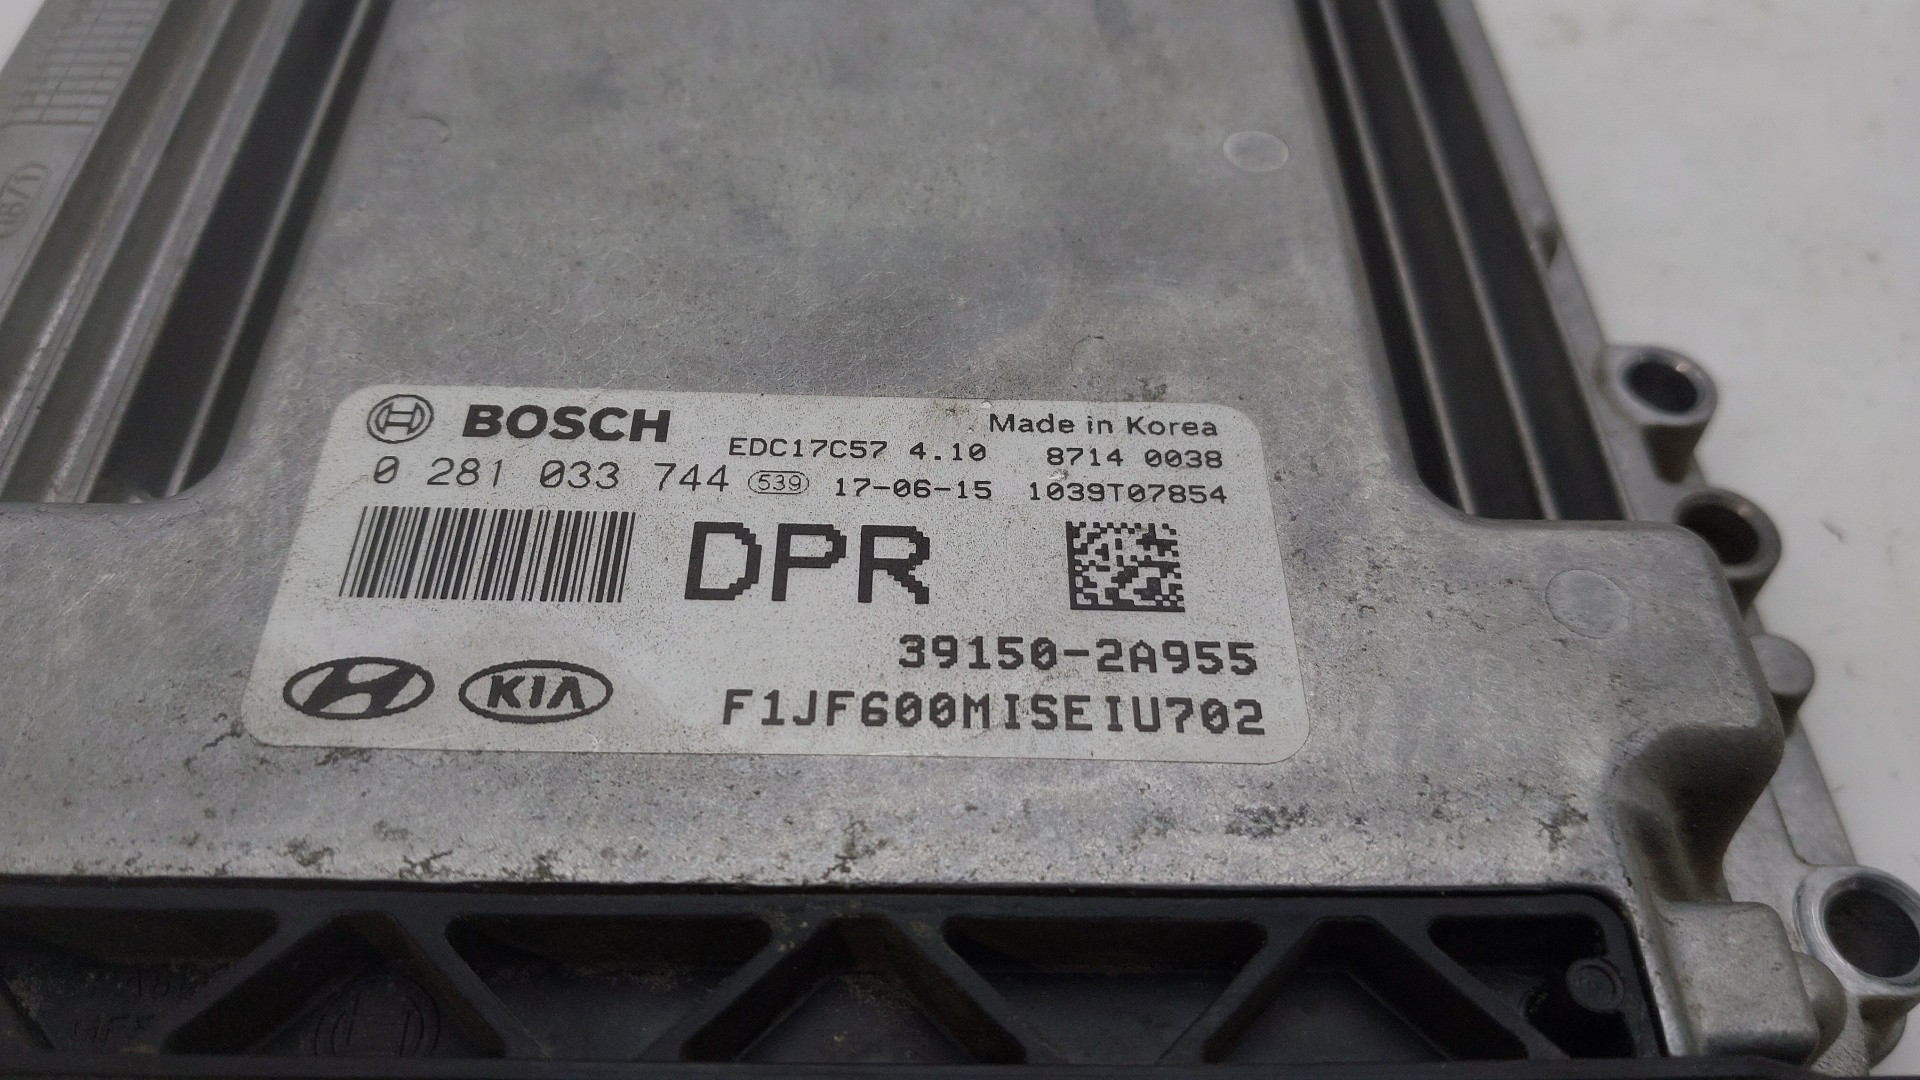 BOSCH
Made in Korea
EDC17C57 4.10 8714 0038
0 281 033 744 539 17-06-15 1039T07854
DPR
39150-2A955
KIA
F1JF600MISEIU702